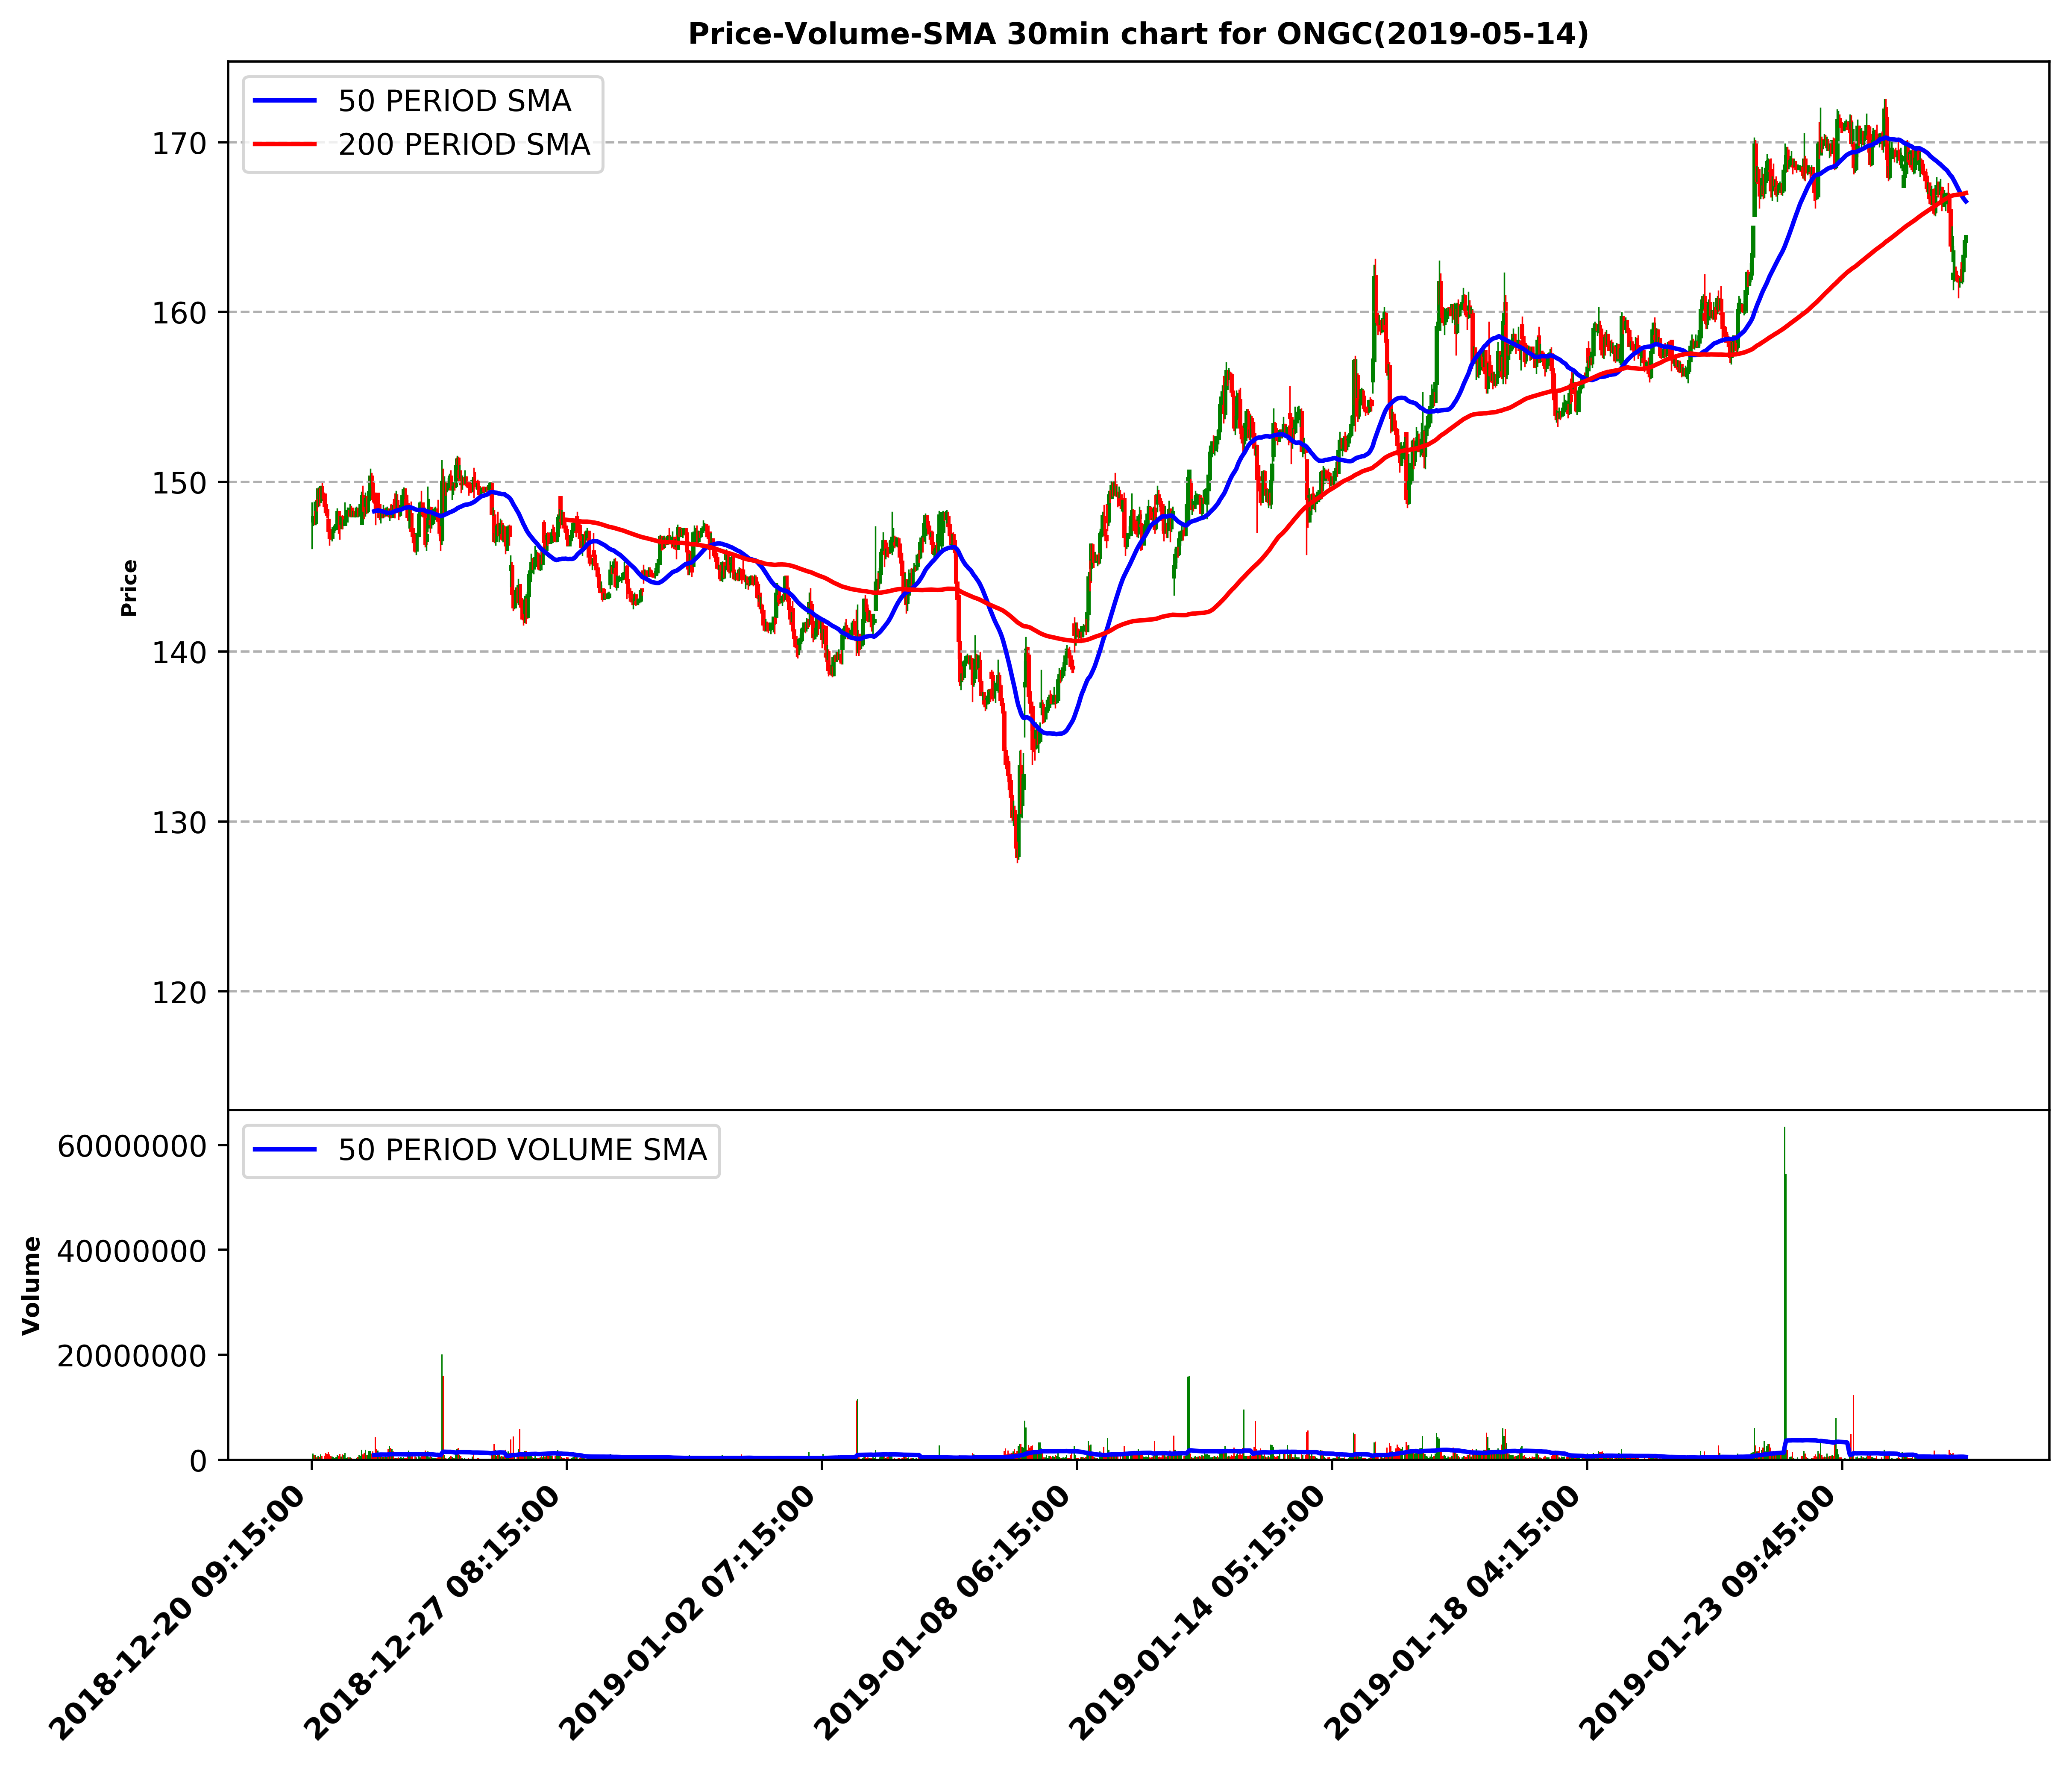 Price-Volume-SMA 30min chart for ONGC(2019-05-14)
50 PERIOD SMA
200 PERIOD SMA
170
160
150
140
130
120
Price
50 PERIOD VOLUME SMA
60000000
40000000
20000000
0
Volume
2018-12-20 09:15:00
2018-12-27 08:15:00
2019-01-02 07:15:00
2019-01-08 06:15:00
2019-01-14 05:15:00
2019-01-18 04:15:00
2019-01-23 09:45:00